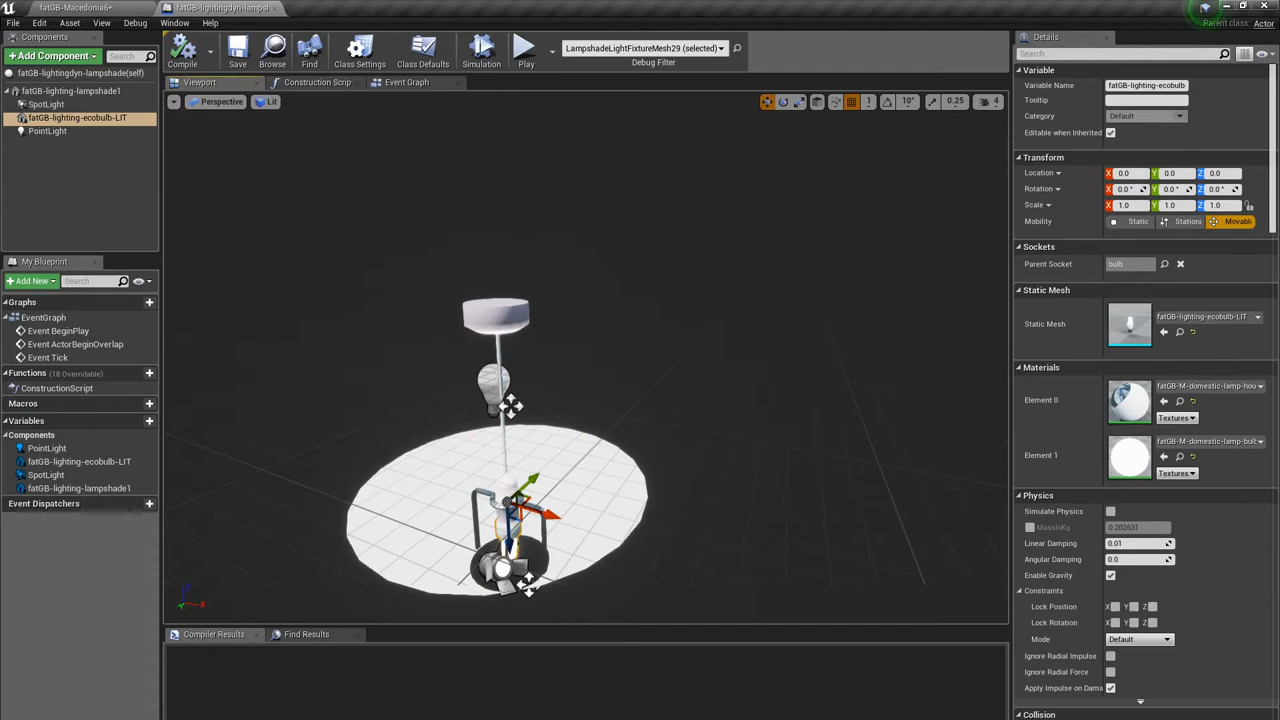 fatGB-Macedonia6*
fatGB-lightingdyn-lampsh
Parent class: Actor
File Edit Asset View Debug Window Help
Components
+Add Component
Search
fatGB-lightingdyn-lampshade(self)
fatGB-lighting-lampshade1
SpotLight
fatGB-lighting-ecobulb-LIT
PointLight
My Blueprint
+Add New
Search
Graphs
EventGraph
Event BeginPlay
Event ActorBeginOverlap
Event Tick
Functions (18 Overridable)
ConstructionScript
Macros
Variables
Components
PointLight
fatGB-lighting-ecobulb-LIT
SpotLight
fatGB-lighting-lampshade1
Event Dispatchers
Compile
Save
Browse
Find
Class Settings
Class Defaults
Simulation
Play
LampshadeLightFixtureMesh29 (selected)
Debug Filter
Viewport
Construction Scrip
Event Graph
Perspective
Lit
1
10°
0.25
4
X
Compiler Results
Find Results
Details
Search
Variable
Variable Name fatGB-lighting-ecobulb
Tooltip
Category Default
Editable when Inherited
Transform
Location X 0.0 Y 0.0 Z 0.0
Rotation X 0.0 ° Y 0.0 ° Z 0.0 °
Scale X 1.0 Y 1.0 Z 1.0
Mobility Static Station Movabl
Sockets
Parent Socket bulb
Static Mesh
Static Mesh fatGB-lighting-ecobulb-LIT
Materials
Element 0 fatGB-M-domestic-lamp-hou
Textures
Element 1 fatGB-M-domestic-lamp-bulb
Textures
Physics
Simulate Physics
MassInKg 0.202631
Linear Damping 0.01
Angular Damping 0.0
Enable Gravity
Constraints
Lock Position X Y Z
Lock Rotation X Y Z
Mode Default
Ignore Radial Impulse
Ignore Radial Force
Apply Impulse on Dama
Collision